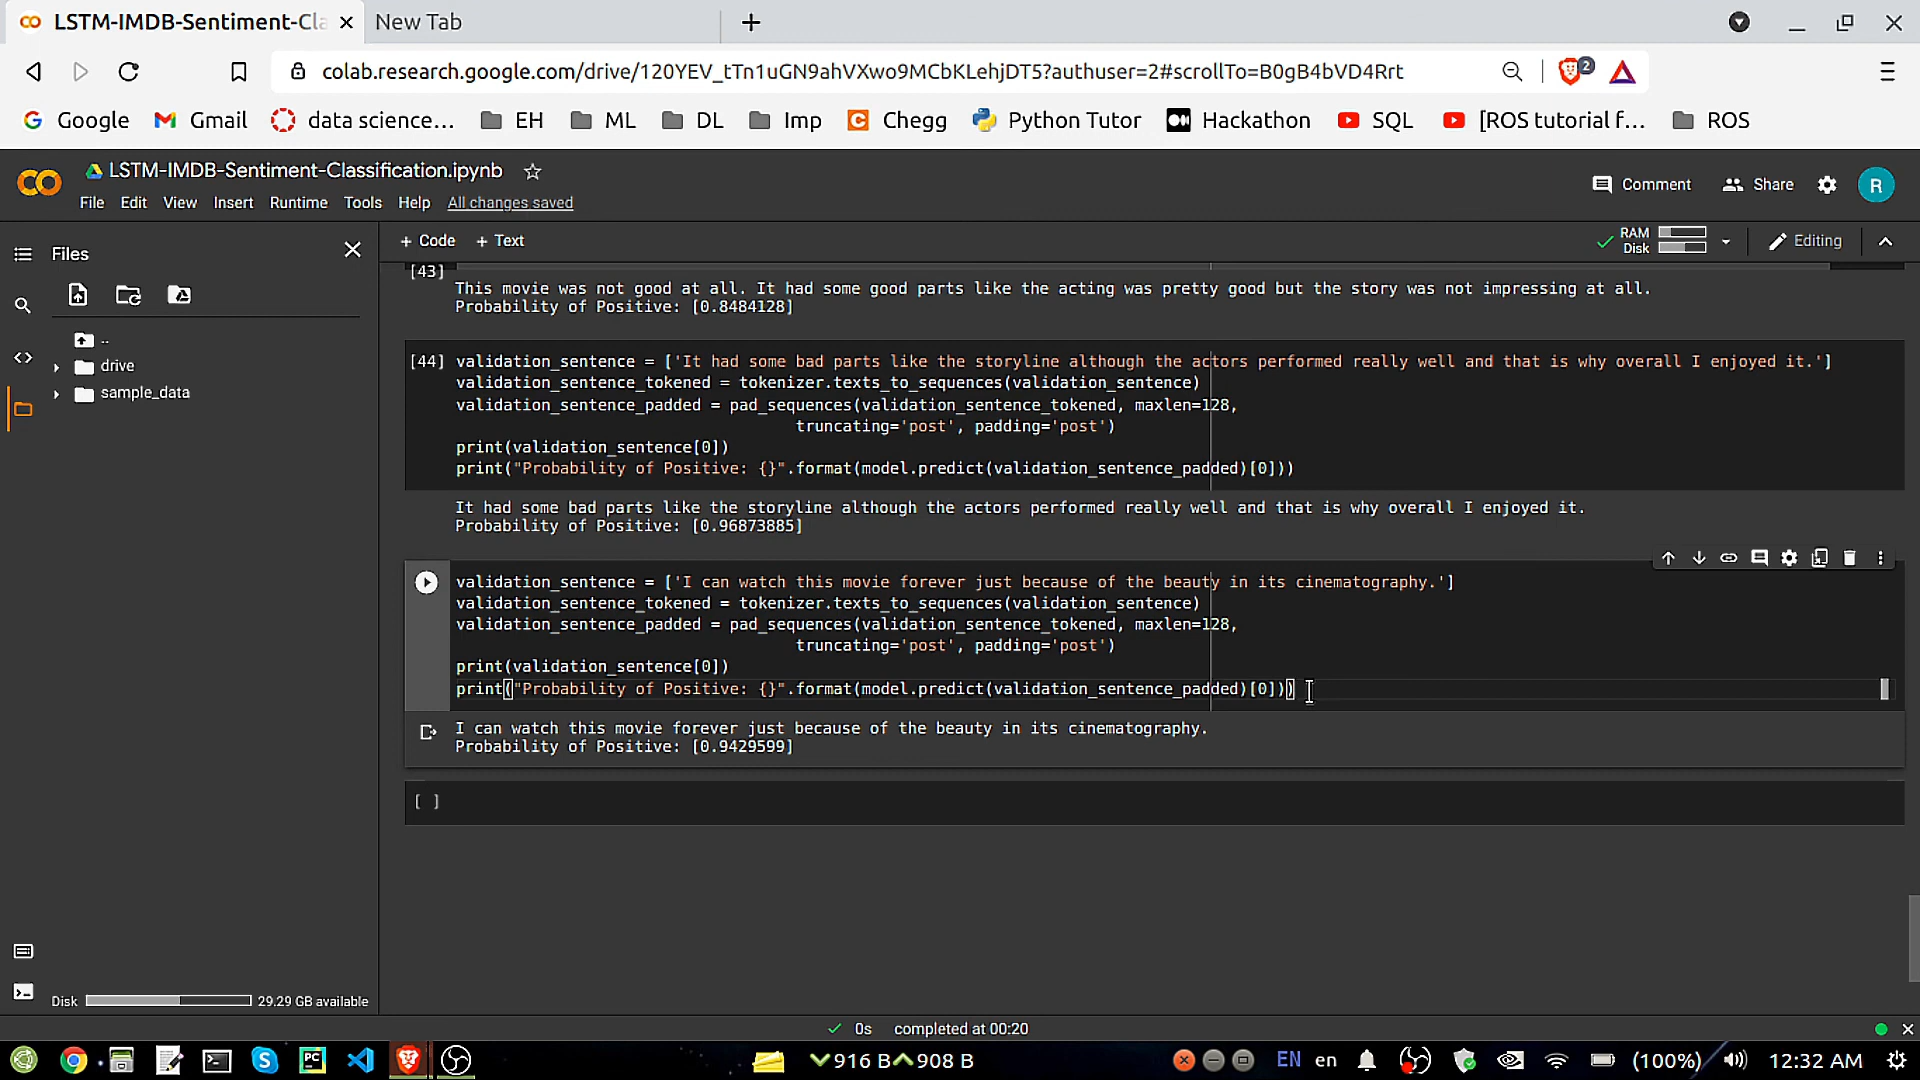 LSTM-IMDB-Sentiment-Cla
New Tab
colab.research.google.com/drive/120YEV_tTn1uGN9ahVXwo9MCbKLehjDT5?authuser=2#scrollTo=B0gB4bVD4Rrt
2
Google Gmail data science... EH ML DL Imp Chegg Python Tutor Hackathon SQL [ROS tutorial f... ROS
LSTM-IMDB-Sentiment-Classification.ipynb
Comment Share R
File Edit View Insert Runtime Tools Help All changes saved
Files
+ Code + Text
RAM
Disk
Editing
..
drive
sample_data
[43]
This movie was not good at all. It had some good parts like the acting was pretty good but the story was not impressing at all.
Probability of Positive: [0.8484128]
[44] validation_sentence = ['It had some bad parts like the storyline although the actors performed really well and that is why overall I enjoyed it.']
validation_sentence_tokened = tokenizer.texts_to_sequences(validation_sentence)
validation_sentence_padded = pad_sequences(validation_sentence_tokened, maxlen=128,
truncating='post', padding='post')
print(validation_sentence[0])
print("Probability of Positive: {}".format(model.predict(validation_sentence_padded)[0]))
It had some bad parts like the storyline although the actors performed really well and that is why overall I enjoyed it.
Probability of Positive: [0.96873885]
validation_sentence = ['I can watch this movie forever just because of the beauty in its cinematography.']
validation_sentence_tokened = tokenizer.texts_to_sequences(validation_sentence)
validation_sentence_padded = pad_sequences(validation_sentence_tokened, maxlen=128,
truncating='post', padding='post')
print(validation_sentence[0])
print("Probability of Positive: {}".format(model.predict(validation_sentence_padded)[0]))
I can watch this movie forever just because of the beauty in its cinematography.
Probability of Positive: [0.9429599]
[ ]
Disk 29.29 GB available
0s completed at 00:20
916 B 908 B
EN en (100%) 12:32 AM